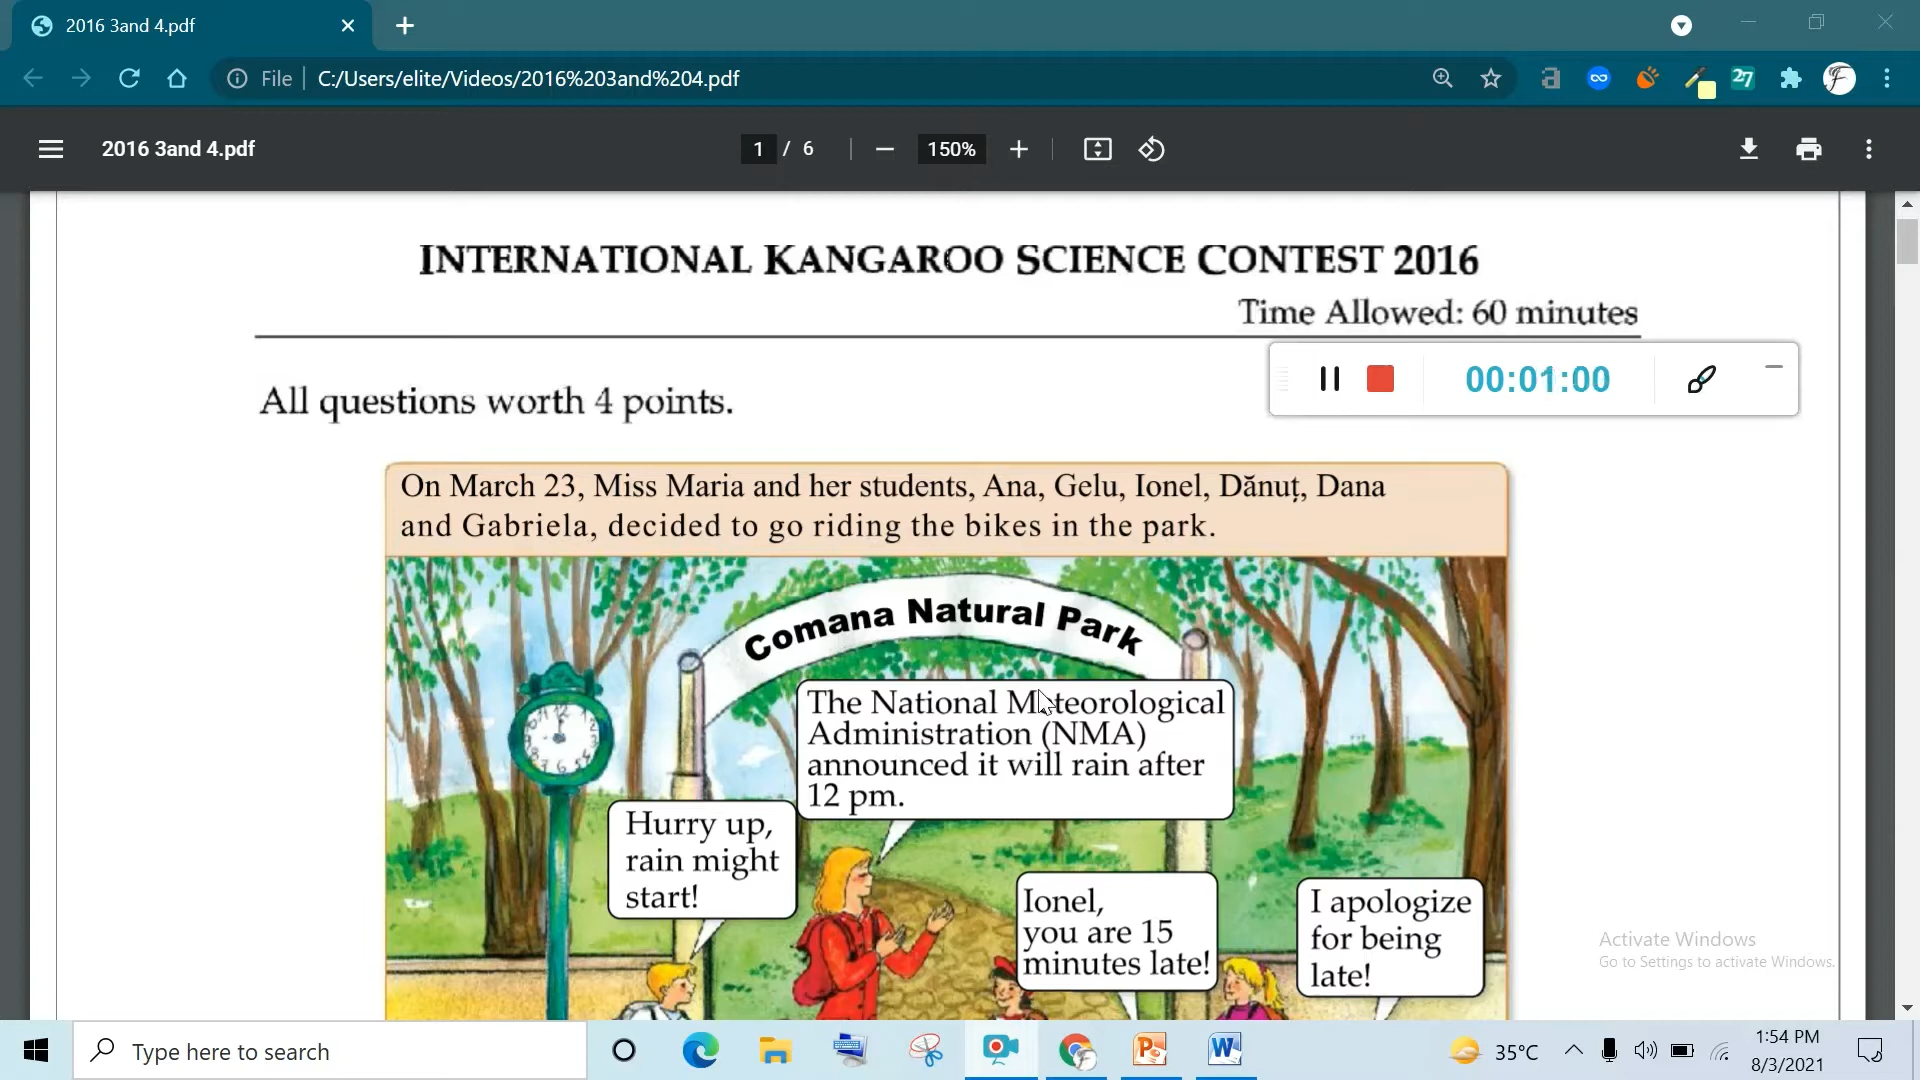 2016 3and 4.pdf
File
C:/Users/elite/Videos/2016%203and%204.pdf
27
2016 3and 4.pdf
1 / 6
150%
INTERNATIONAL KANGAROO SCIENCE CONTEST 2016
Time Allowed: 60 minutes
00:01:00
All questions worth 4 points.
On March 23, Miss Maria and her students, Ana, Gelu, Ionel, Dănuţ, Dana
and Gabriela, decided to go riding the bikes in the park.
Comana Natural Park
The National Meteorological
Administration (NMA)
announced it will rain after
12 pm.
Hurry up,
rain might
start!
Ionel,
you are 15
minutes late!
I apologize
for being
late!
Activate Windows
Go to Settings to activate Windows.
Type here to search
35°C
1:54 PM
8/3/2021